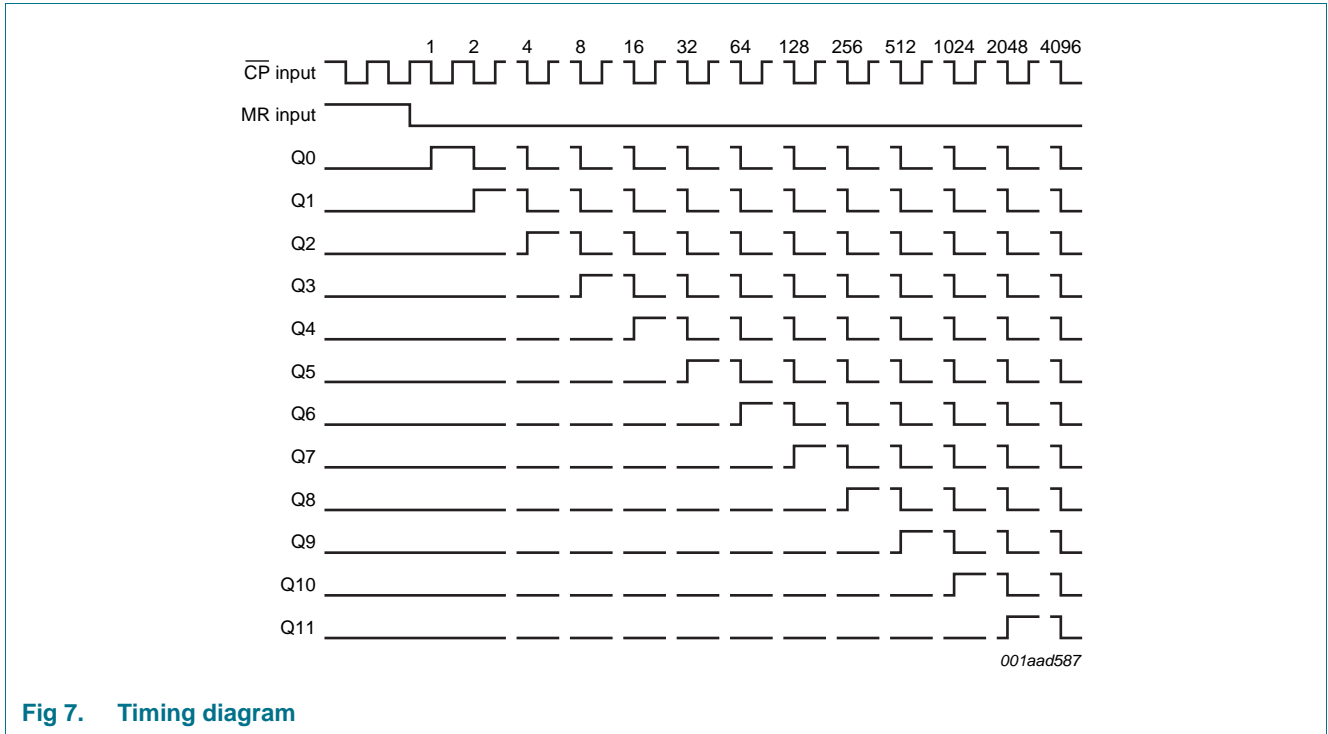 1 2 4 8 16 32 64 128 256 512 1024 2048 4096
CP input
MR input
Q0
Q1
Q2
Q3
Q4
Q5
Q6
Q7
Q8
Q9
Q10
Q11
001aad587
Fig 7. Timing diagram